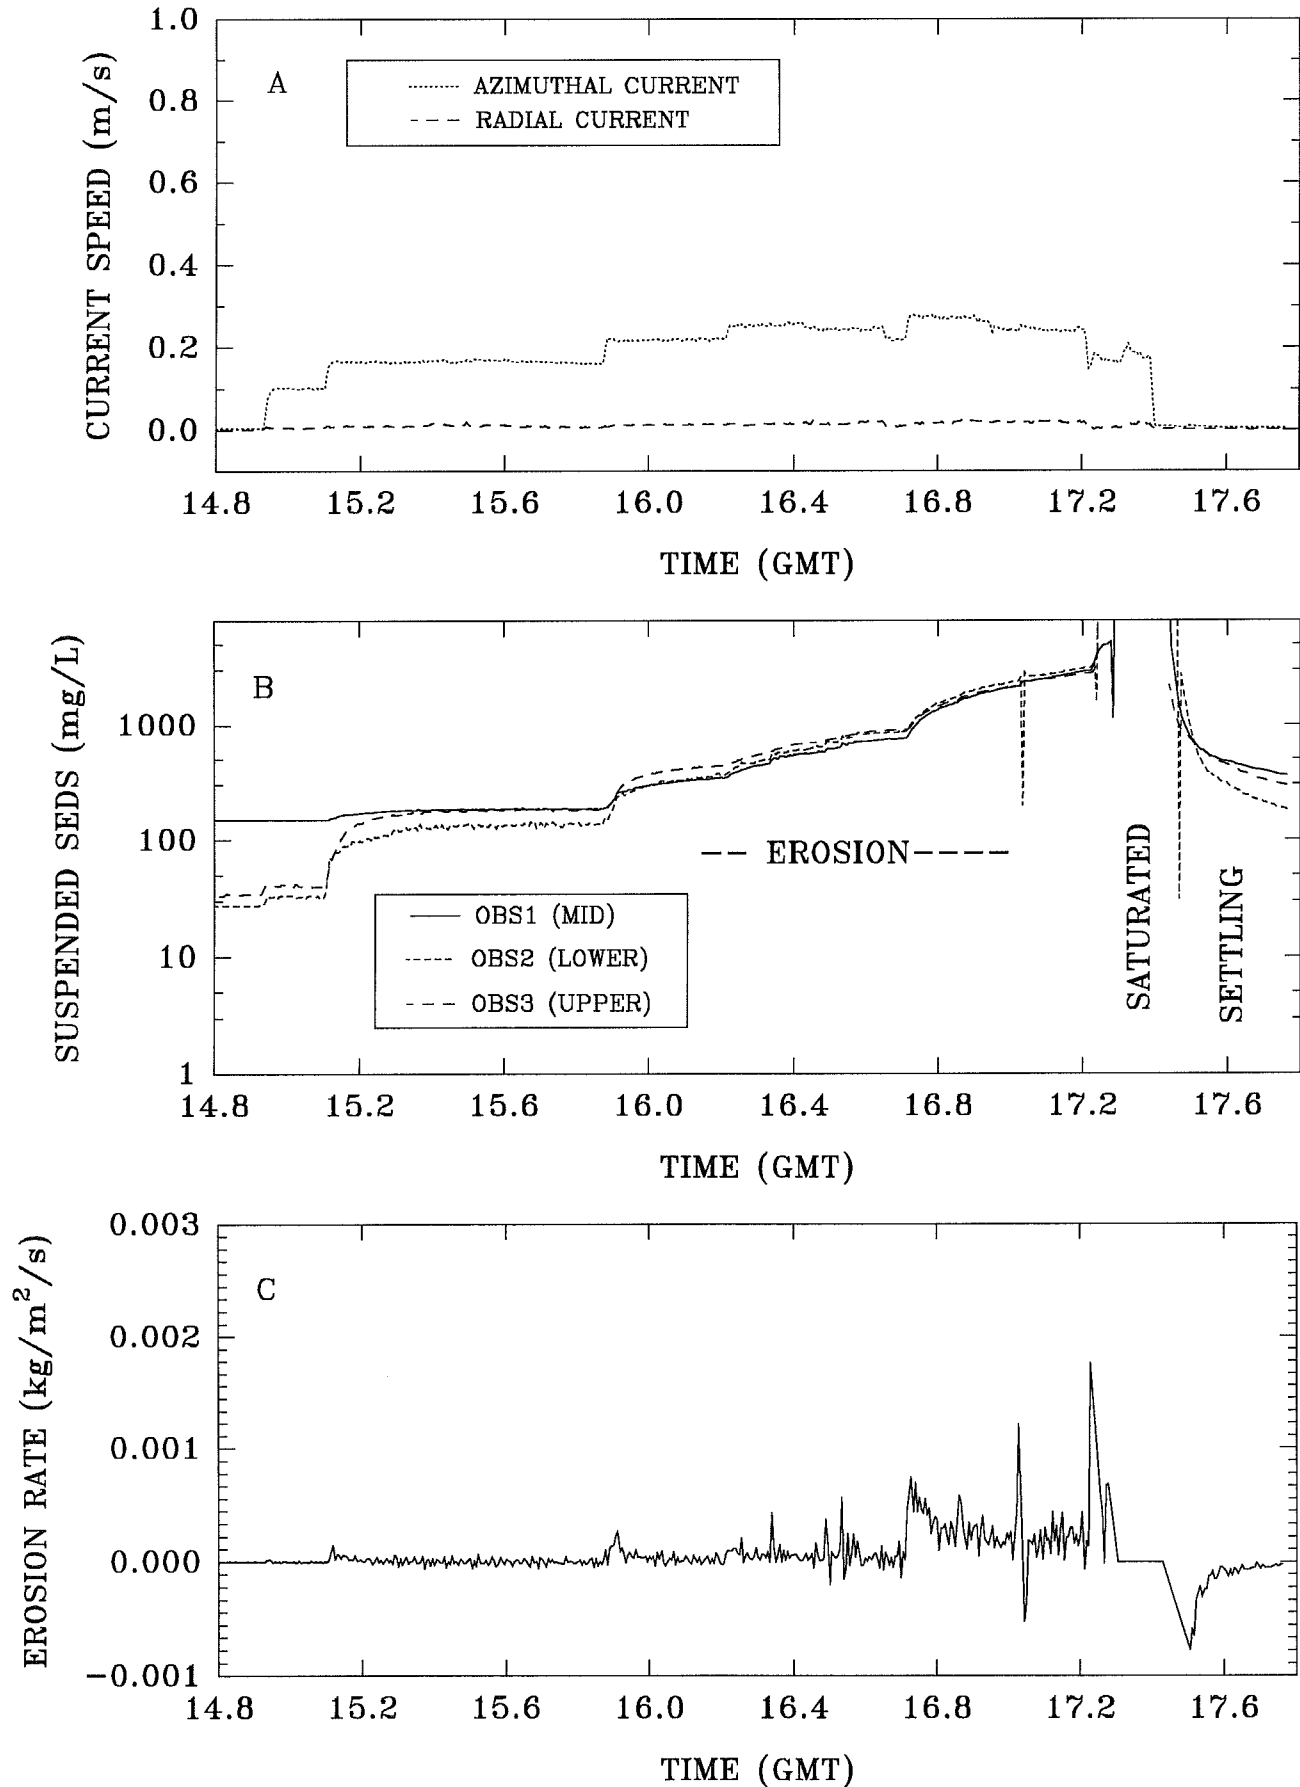 A
AZIMUTHAL CURRENT
RADIAL CURRENT
CURRENT SPEED (m/s)
1.0
0.8
0.6
0.4
0.2
0.0
14.8 15.2 15.6 16.0 16.4 16.8 17.2 17.6
TIME (GMT)
B
SUSPENDED SEDS (mg/L)
1000
100
10
1
EROSION
SATURATED
SETTLING
OBS1 (MID)
OBS2 (LOWER)
OBS3 (UPPER)
14.8 15.2 15.6 16.0 16.4 16.8 17.2 17.6
TIME (GMT)
C
EROSION RATE (kg/m²/s)
0.003
0.002
0.001
0.000
−0.001
14.8 15.2 15.6 16.0 16.4 16.8 17.2 17.6
TIME (GMT)